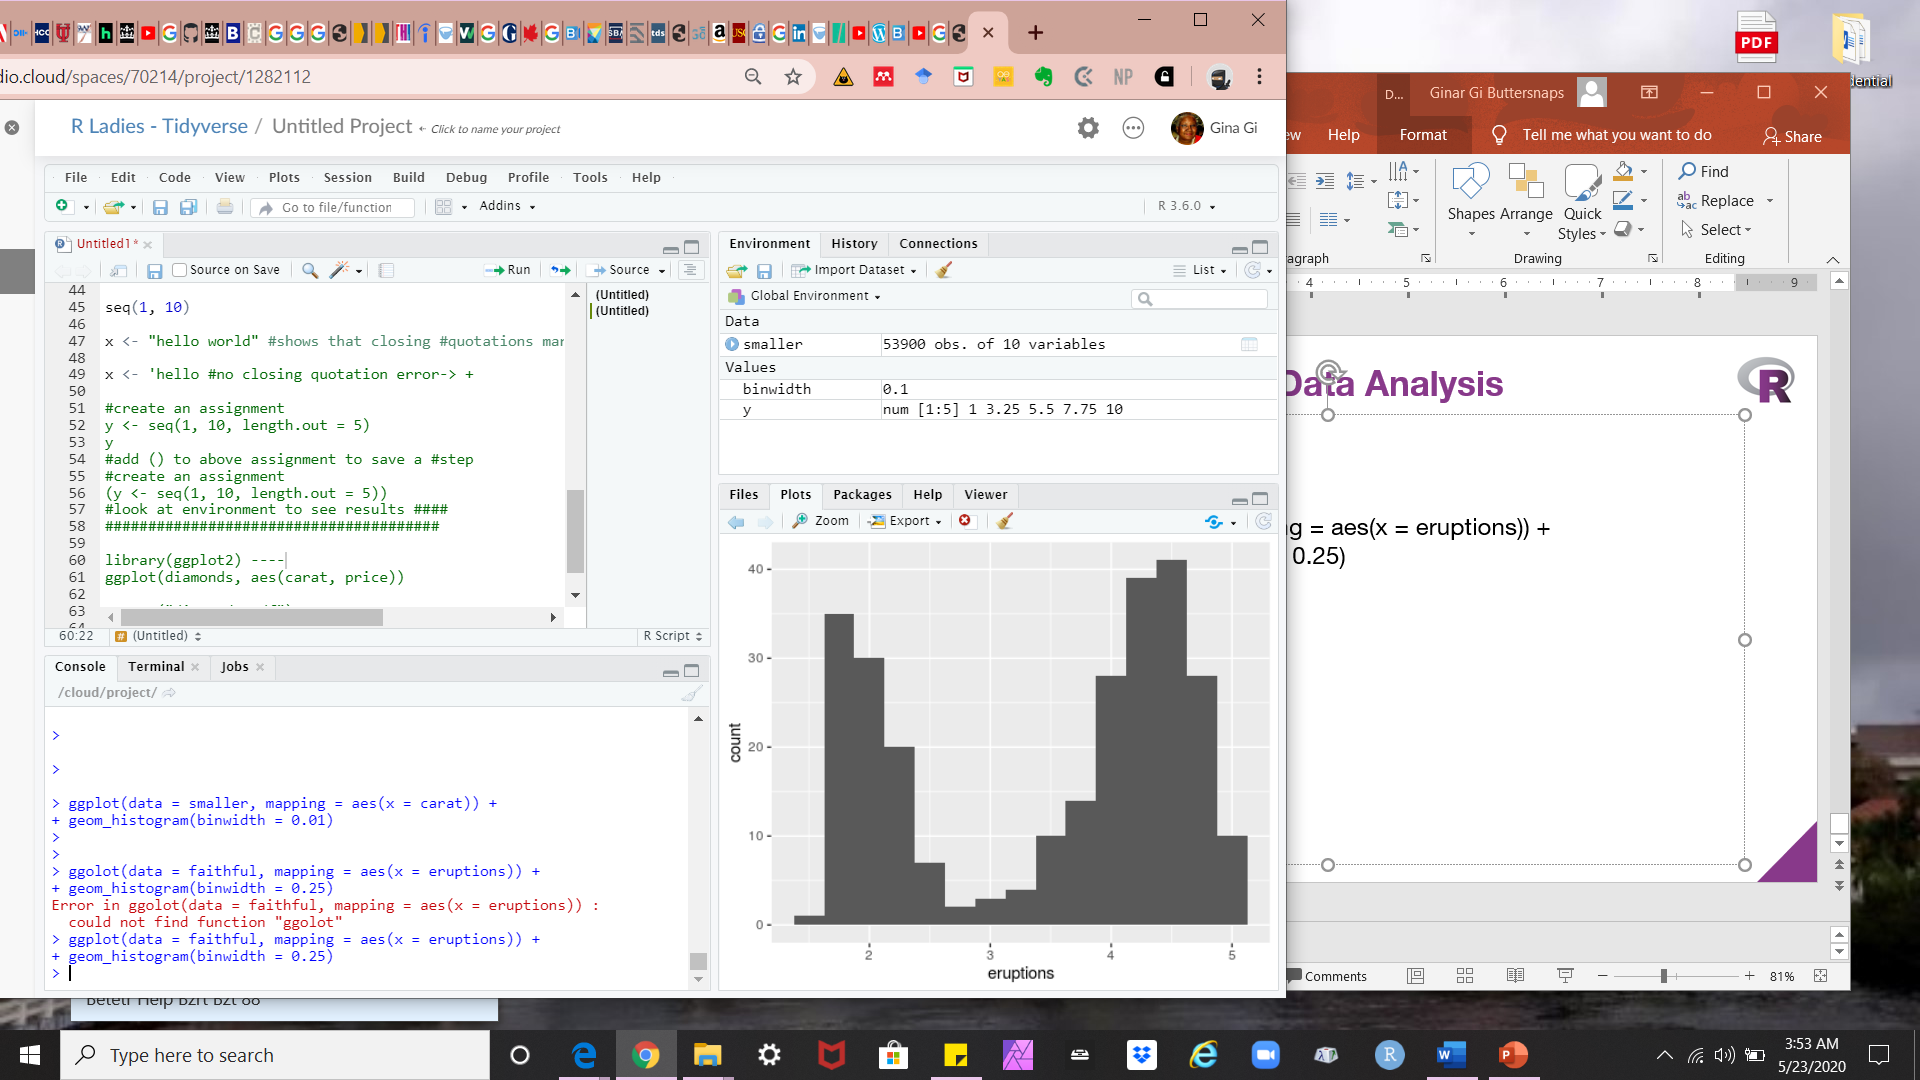 dio.cloud/spaces/70214/project/1282112
R Ladies - Tidyverse / Untitled Project ← Click to name your project
Gina Gi
File Edit Code View Plots Session Build Debug Profile Tools Help
Go to file/function
Addins
R 3.6.0
Untitled1*
Source on Save
Run
Source
44
45 seq(1, 10)
46
47 x <- "hello world" #shows that closing #quotations mar
48
49 x <- 'hello #no closing quotation error-> +
50
51 #create an assignment
52 y <- seq(1, 10, length.out = 5)
53 y
54 #add () to above assignment to save a #step
55 #create an assignment
56 (y <- seq(1, 10, length.out = 5))
57 #look at environment to see results ####
58 #######################################
59
60 library(ggplot2) ----
61 ggplot(diamonds, aes(carat, price))
62
63
64
(Untitled)
(Untitled)
60:22
# (Untitled)
R Script
Console Terminal Jobs
/cloud/project/
>
>
> ggplot(data = smaller, mapping = aes(x = carat)) +
+ geom_histogram(binwidth = 0.01)
>
>
> ggolot(data = faithful, mapping = aes(x = eruptions)) +
+ geom_histogram(binwidth = 0.25)
Error in ggolot(data = faithful, mapping = aes(x = eruptions)) :
could not find function "ggolot"
> ggplot(data = faithful, mapping = aes(x = eruptions)) +
+ geom_histogram(binwidth = 0.25)
>
Environment History Connections
Import Dataset
List
Global Environment
Data
smaller 53900 obs. of 10 variables
Values
binwidth 0.1
y num [1:5] 1 3.25 5.5 7.75 10
Files Plots Packages Help Viewer
Zoom Export
40
30
20
10
0
count
2 3 4 5
eruptions
PDF
dential
D... Ginar Gi Buttersnaps
ew Help Format Tell me what you want to do Share
Shapes Arrange Quick Styles
Find
Replace
Select
agraph Drawing Editing
4 5 6 7 8 9
Data Analysis
R
g = aes(x = eruptions)) +
0.25)
Comments
81%
Type here to search
3:53 AM
5/23/2020